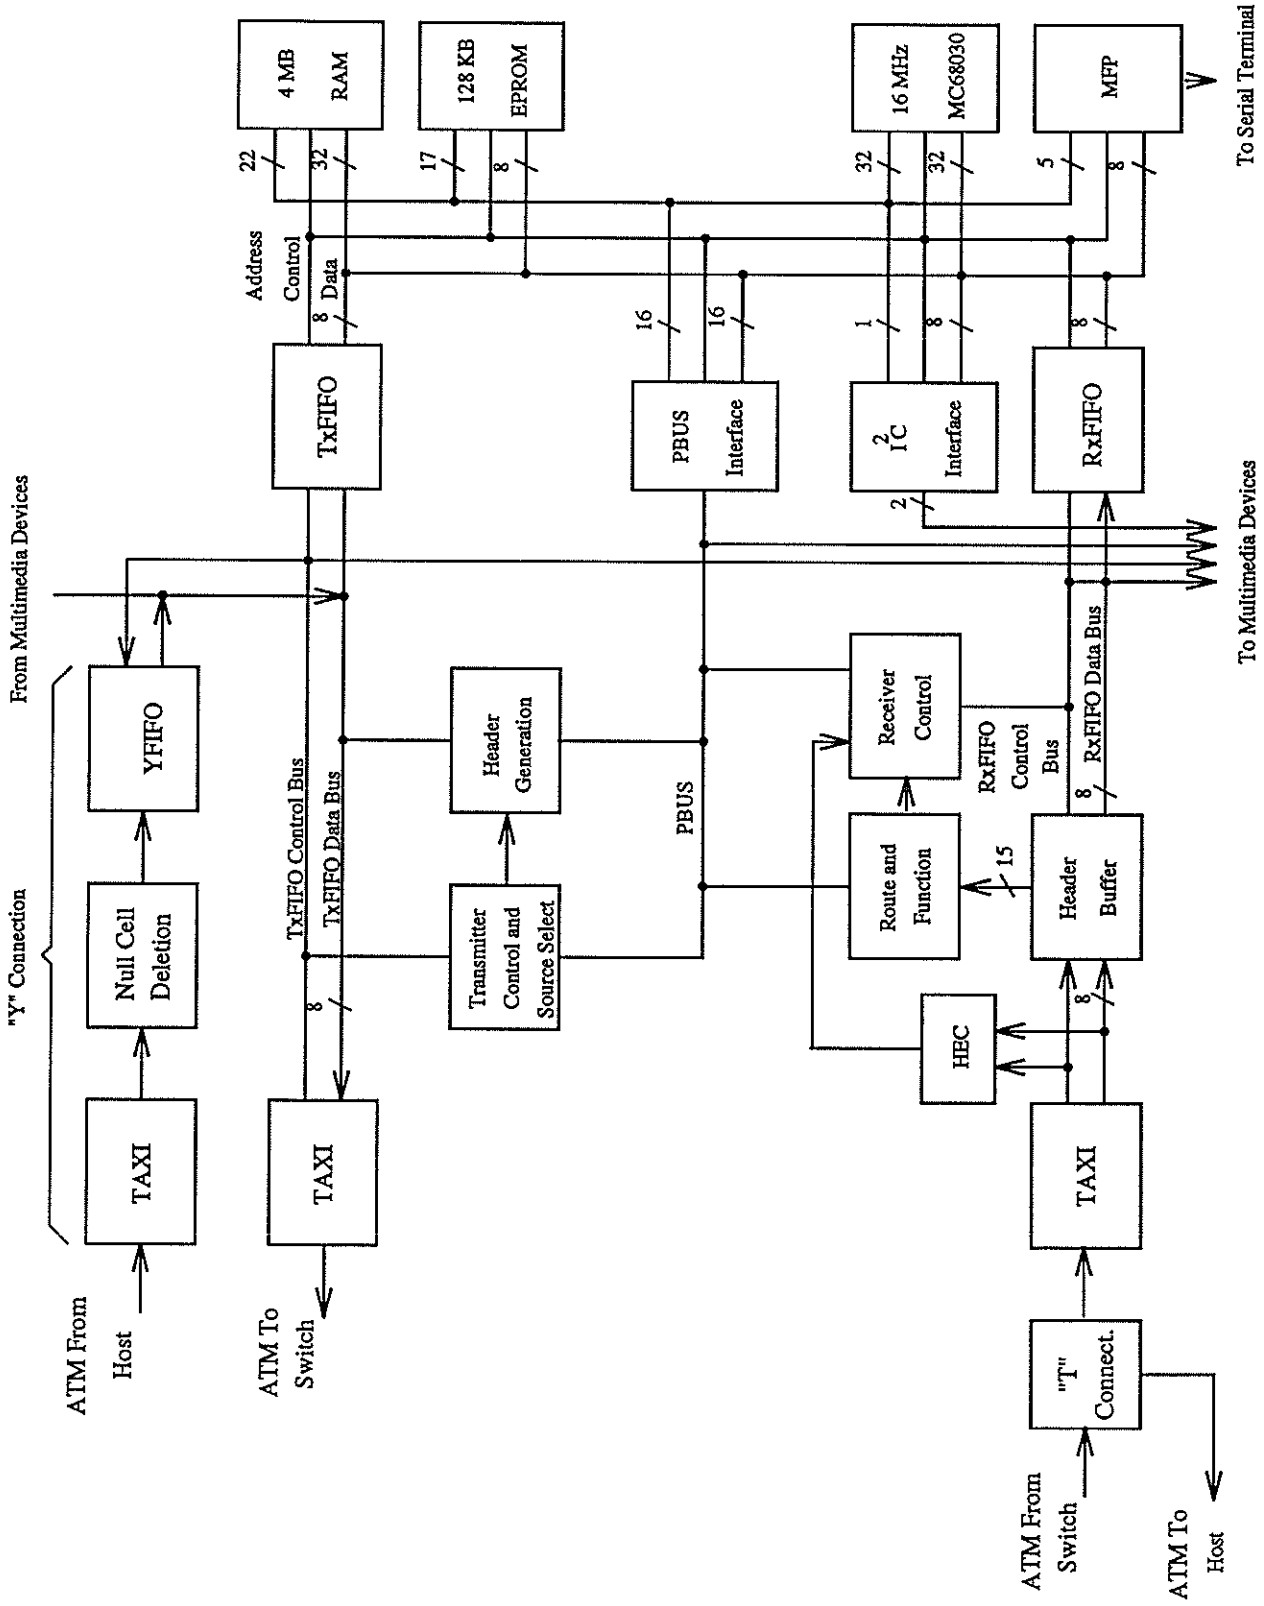 "Y" Connection
From Multimedia Devices
ATM From
Host
TAXI
Null Cell
Deletion
YFIFO
ATM To
Switch
TAXI
8
TxFIFO Control Bus
TxFIFO Data Bus
TxFIFO
8
Address
Control
Data
22
32
4 MB
RAM
17
8
128 KB
EPROM
Transmitter
Control and
Source Select
Header
Generation
PBUS
PBUS
Interface
16
16
HEC
Route and
Function
Receiver
Control
2
I C
Interface
2
1
8
32
32
16 MHz
MC68030
15
RxFIFO
Control
Bus
ATM From
Switch
"T"
Connect.
TAXI
8
Header
Buffer
8
RxFIFO Data Bus
RxFIFO
8
5
8
MFP
ATM To
Host
To Multimedia Devices
To Serial Terminal